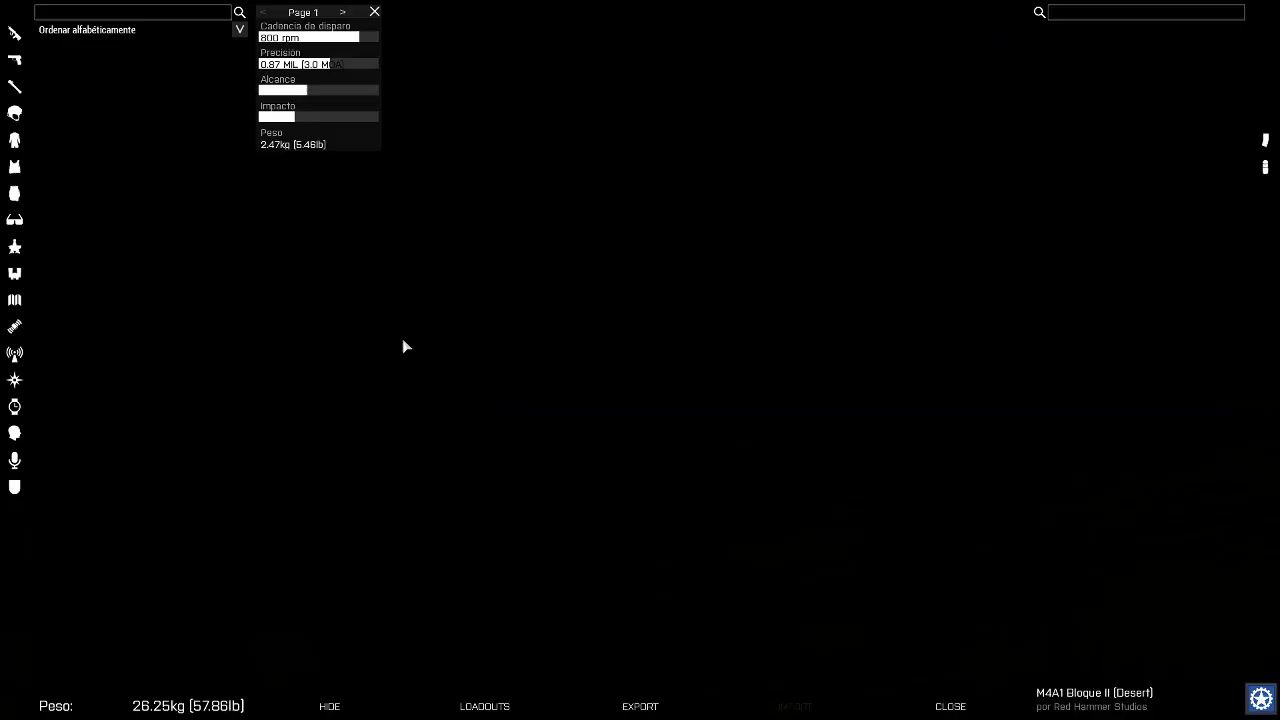 < Page 1 >
Ordenar alfabéticamente
Cadencia de disparo
800 rpm
Precisión
0.87 MIL (3.0 MOA)
Alcance
Impacto
Peso
2.47kg (5.46lb)
Peso: 26.25kg (57.86lb)
HIDE
LOADOUTS
EXPORT
IMPORT
CLOSE
M4A1 Bloque II (Desert)
por Red Hammer Studios